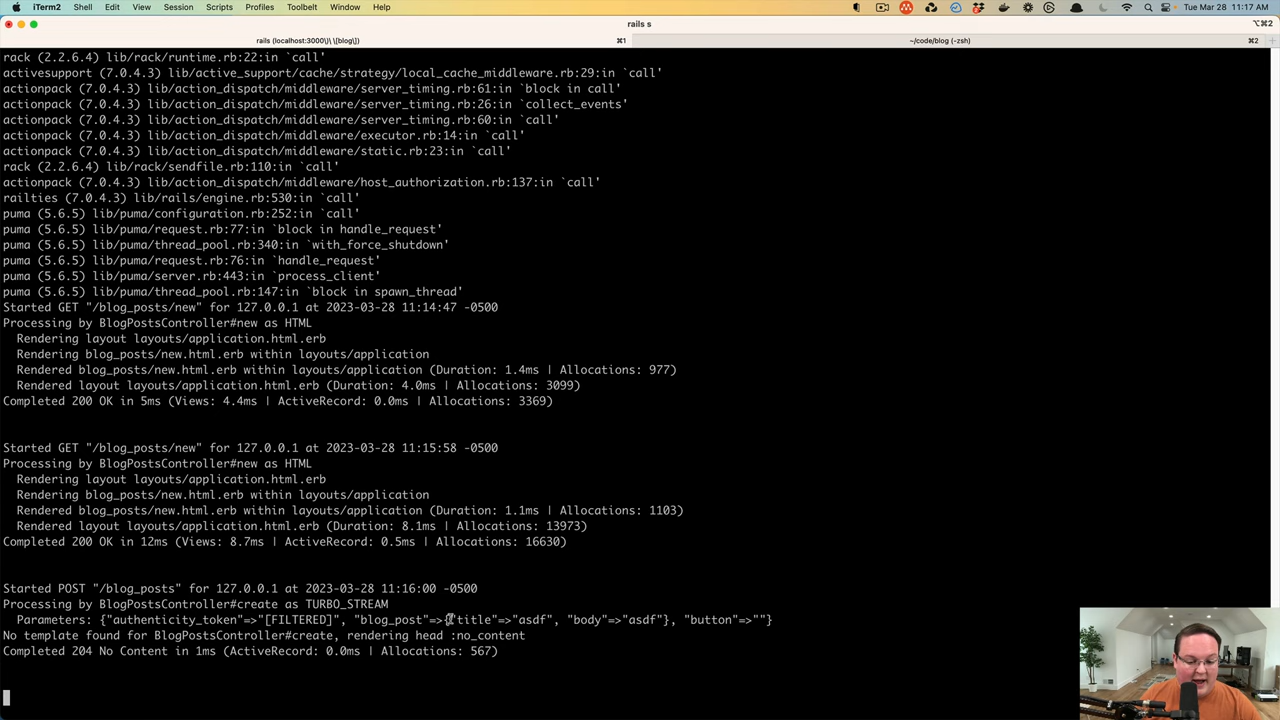 iTerm2 Shell Edit View Session Scripts Profiles Toolbelt Window Help Tue Mar 28 11:17 AM
rails s
⌥⌘2
rails (localhost:3000)\) \[blog\]) ⌘1 ~/code/blog (-zsh) ⌘2
rack (2.2.6.4) lib/rack/runtime.rb:22:in `call'
activesupport (7.0.4.3) lib/active_support/cache/strategy/local_cache_middleware.rb:29:in `call'
actionpack (7.0.4.3) lib/action_dispatch/middleware/server_timing.rb:61:in `block in call'
actionpack (7.0.4.3) lib/action_dispatch/middleware/server_timing.rb:26:in `collect_events'
actionpack (7.0.4.3) lib/action_dispatch/middleware/server_timing.rb:60:in `call'
actionpack (7.0.4.3) lib/action_dispatch/middleware/executor.rb:14:in `call'
actionpack (7.0.4.3) lib/action_dispatch/middleware/static.rb:23:in `call'
rack (2.2.6.4) lib/rack/sendfile.rb:110:in `call'
actionpack (7.0.4.3) lib/action_dispatch/middleware/host_authorization.rb:137:in `call'
railties (7.0.4.3) lib/rails/engine.rb:530:in `call'
puma (5.6.5) lib/puma/configuration.rb:252:in `call'
puma (5.6.5) lib/puma/request.rb:77:in `block in handle_request'
puma (5.6.5) lib/puma/thread_pool.rb:340:in `with_force_shutdown'
puma (5.6.5) lib/puma/request.rb:76:in `handle_request'
puma (5.6.5) lib/puma/server.rb:443:in `process_client'
puma (5.6.5) lib/puma/thread_pool.rb:147:in `block in spawn_thread'
Started GET "/blog_posts/new" for 127.0.0.1 at 2023-03-28 11:14:47 -0500
Processing by BlogPostsController#new as HTML
  Rendering layout layouts/application.html.erb
  Rendering blog_posts/new.html.erb within layouts/application
  Rendered blog_posts/new.html.erb within layouts/application (Duration: 1.4ms | Allocations: 977)
  Rendered layout layouts/application.html.erb (Duration: 4.0ms | Allocations: 3099)
Completed 200 OK in 5ms (Views: 4.4ms | ActiveRecord: 0.0ms | Allocations: 3369)
Started GET "/blog_posts/new" for 127.0.0.1 at 2023-03-28 11:15:58 -0500
Processing by BlogPostsController#new as HTML
  Rendering layout layouts/application.html.erb
  Rendering blog_posts/new.html.erb within layouts/application
  Rendered blog_posts/new.html.erb within layouts/application (Duration: 1.1ms | Allocations: 1103)
  Rendered layout layouts/application.html.erb (Duration: 8.1ms | Allocations: 13973)
Completed 200 OK in 12ms (Views: 8.7ms | ActiveRecord: 0.5ms | Allocations: 16630)
Started POST "/blog_posts" for 127.0.0.1 at 2023-03-28 11:16:00 -0500
Processing by BlogPostsController#create as TURBO_STREAM
  Parameters: {"authenticity_token"=>"[FILTERED]", "blog_post"=>{"title"=>"asdf", "body"=>"asdf"}, "button"=>""}
No template found for BlogPostsController#create, rendering head :no_content
Completed 204 No Content in 1ms (ActiveRecord: 0.0ms | Allocations: 567)